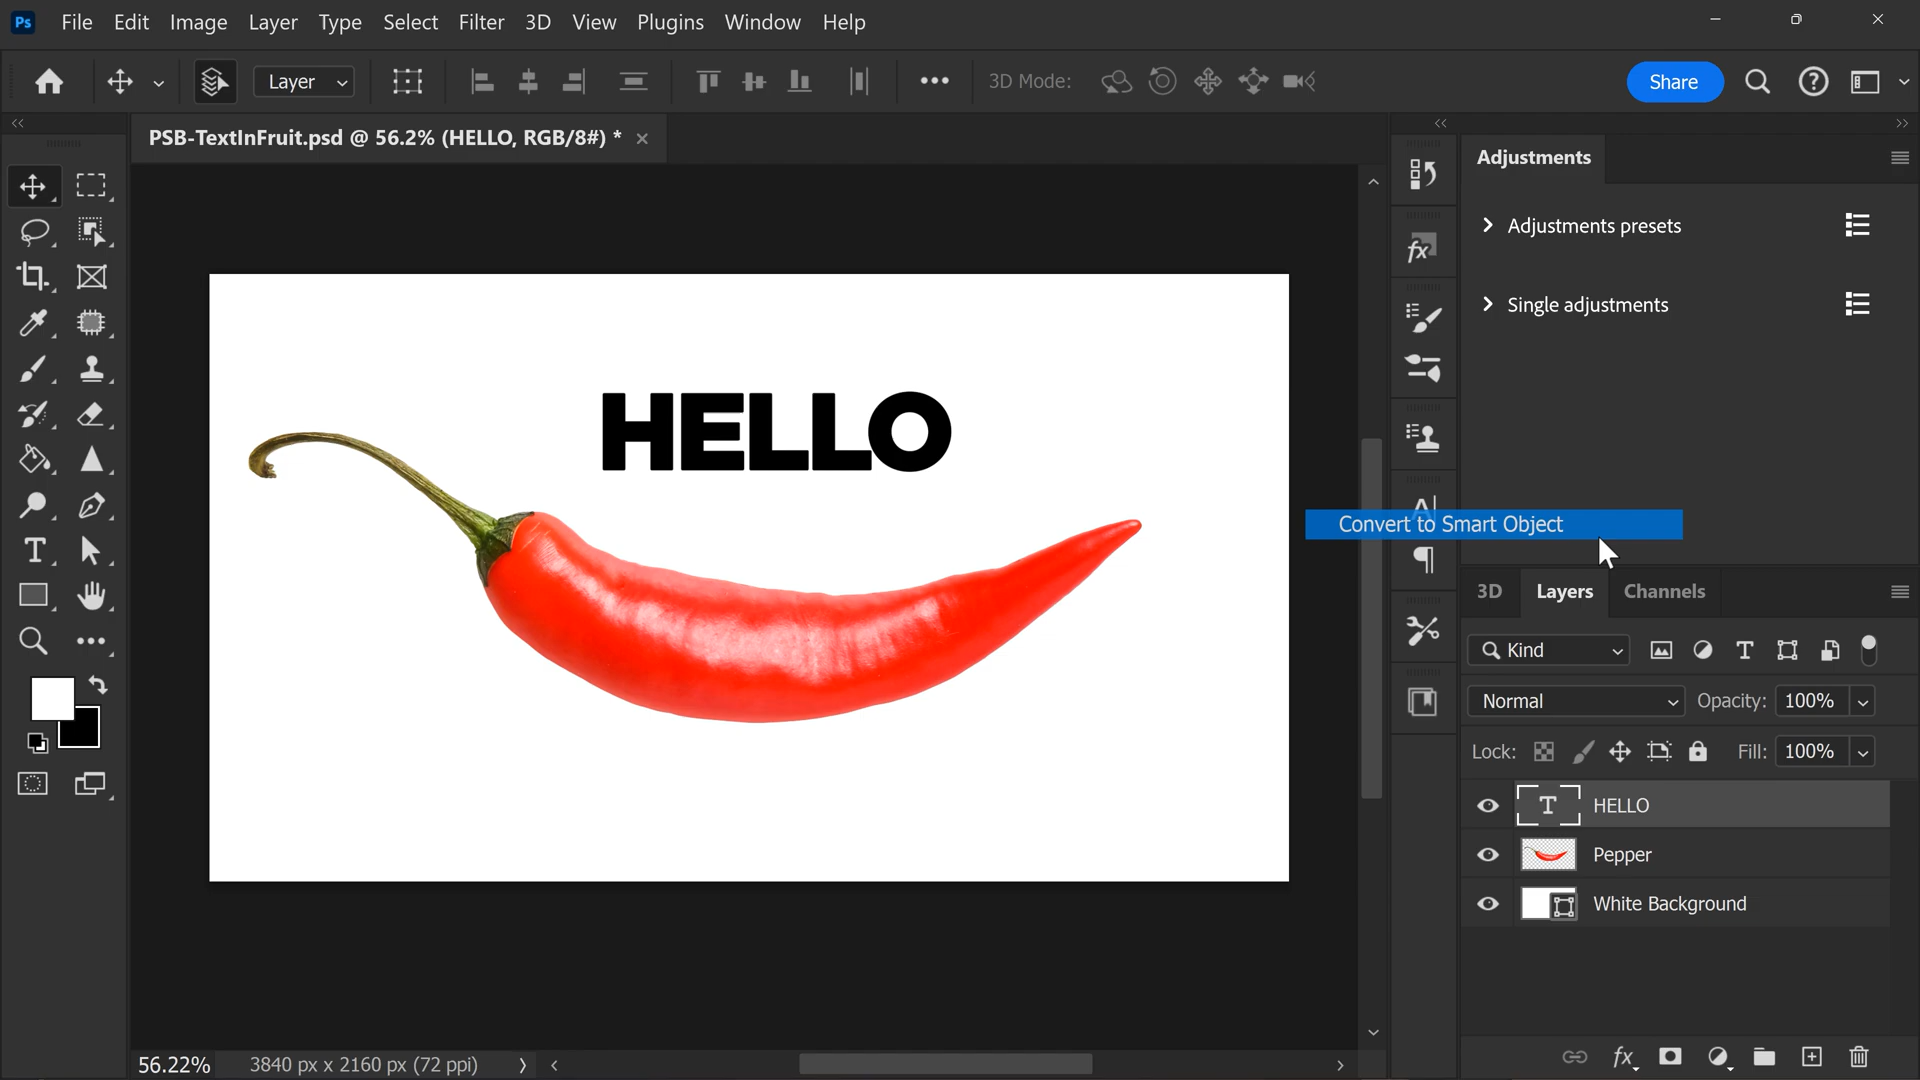 Ps File Edit Image Layer Type Select Filter 3D View Plugins Window Help
Layer 3D Mode: Share
PSB-TextInFruit.psd @ 56.2% (HELLO, RGB/8#) *
Adjustments
Adjustments presets
Single adjustments
HELLO
Convert to Smart Object
3D Layers Channels
Kind
Normal Opacity: 100%
Lock: Fill: 100%
HELLO
Pepper
White Background
56.22% 3840 px x 2160 px (72 ppi)